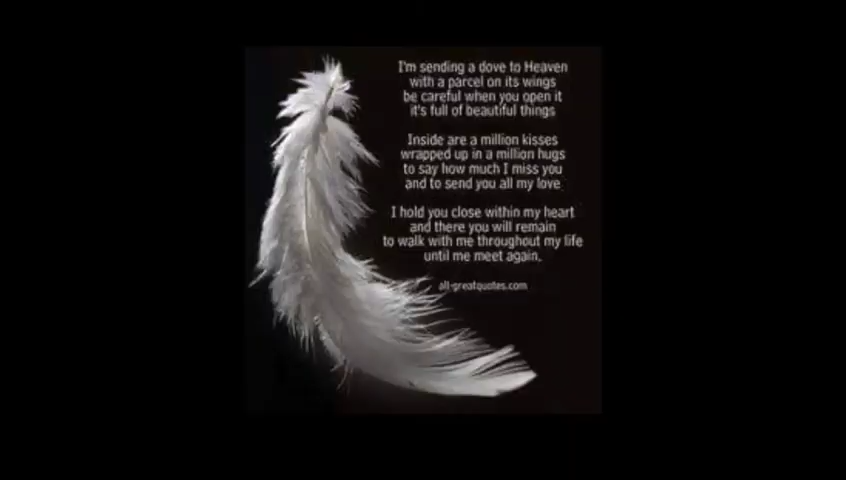 I'm sending a dove to Heaven
with a parcel on its wings
be careful when you open it
it's full of beautiful things
Inside are a million kisses
wrapped up in a million hugs
to say how much I miss you
and to send you all my love
I hold you close within my heart
and there you will remain
to walk with me throughout my life
until me meet again.
all-greatquotes.com